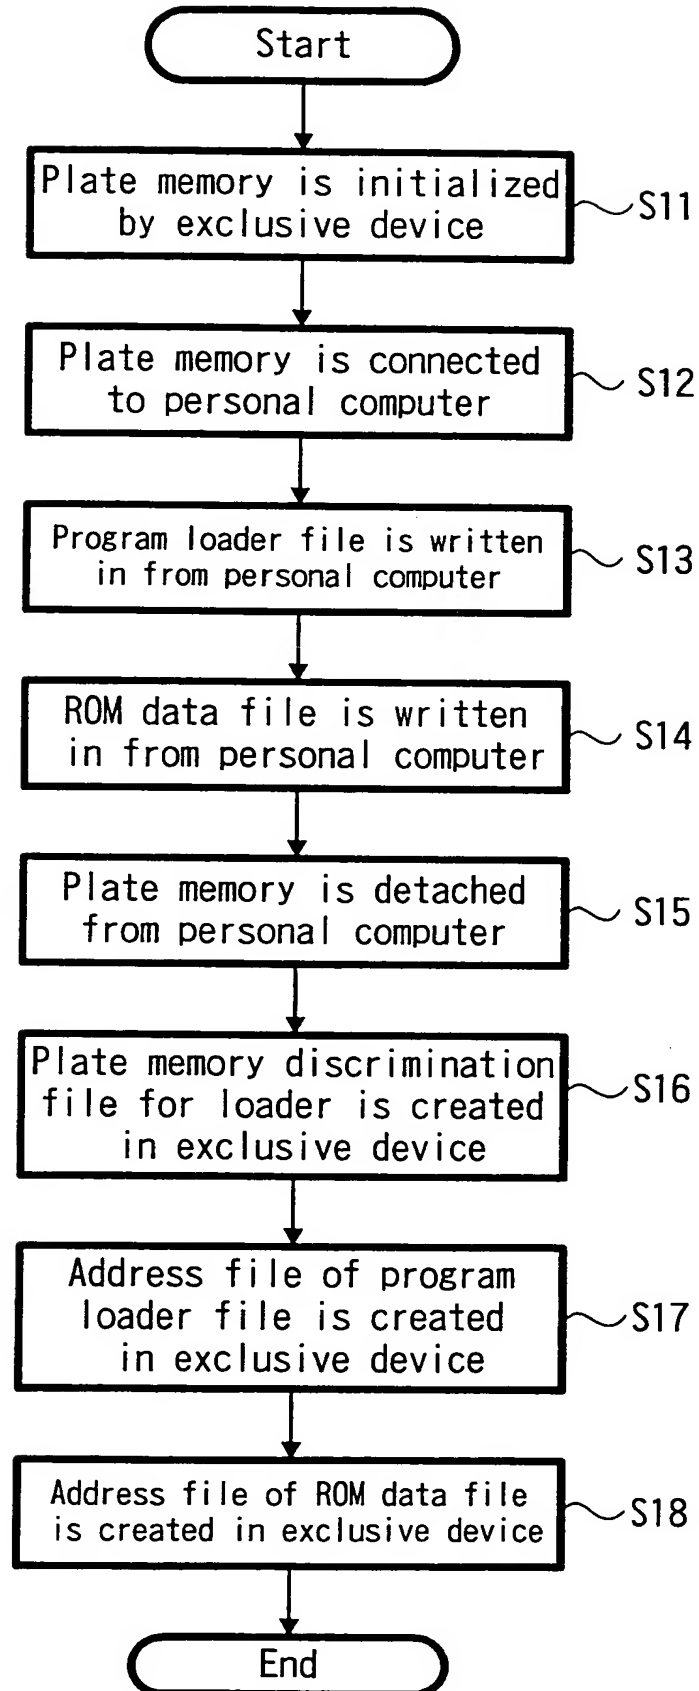 Start
Plate memory is initialized
by exclusive device
S11
Plate memory is connected
to personal computer
S12
Program loader file is written
in from personal computer
S13
ROM data file is written
in from personal computer
S14
Plate memory is detached
from personal computer
S15
Plate memory discrimination
file for loader is created
in exclusive device
S16
Address file of program
loader file is created
in exclusive device
S17
Address file of ROM data file
is created in exclusive device
S18
End